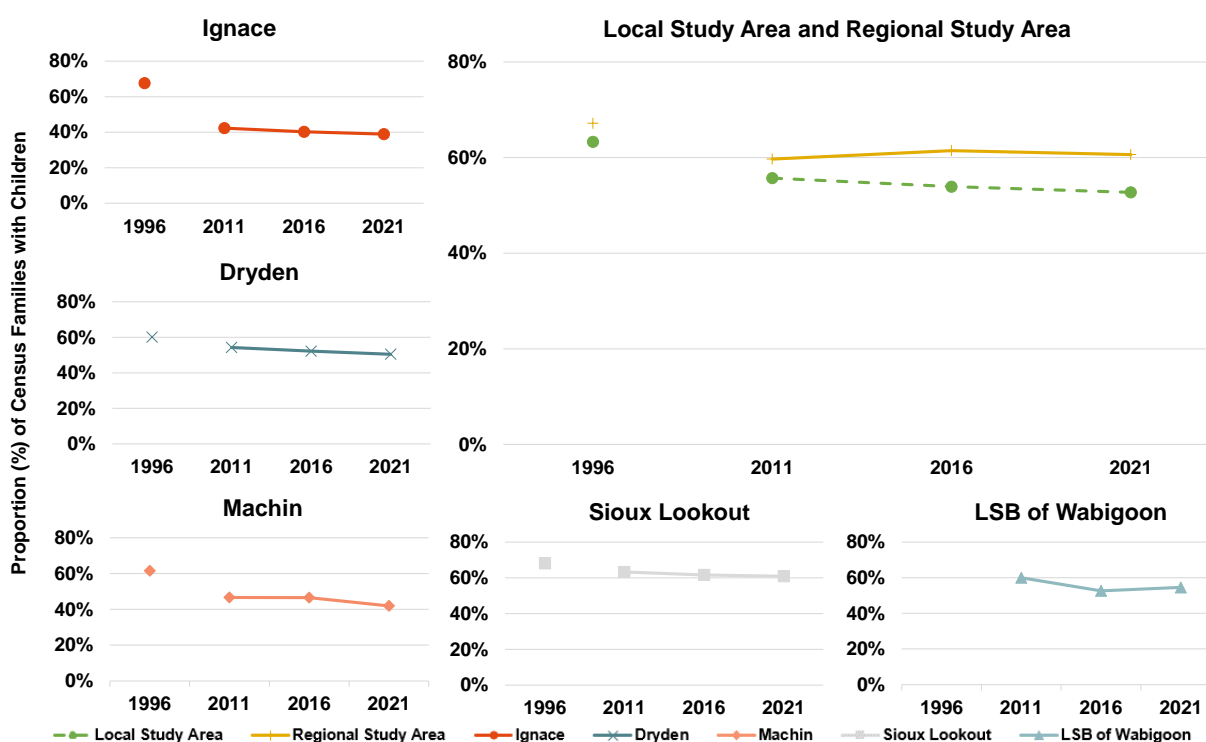 Proportion (%) of Census Families with Children
Ignace
80%
60%
40%
20%
0%
1996 2011 2016 2021
Local Study Area and Regional Study Area
80%
60%
40%
20%
0%
1996 2011 2016 2021
Dryden
80%
60%
40%
20%
0%
1996 2011 2016 2021
Machin
80%
60%
40%
20%
0%
1996 2011 2016 2021
Sioux Lookout
80%
60%
40%
20%
0%
1996 2011 2016 2021
LSB of Wabigoon
80%
60%
40%
20%
0%
1996 2011 2016 2021
Local Study Area Regional Study Area Ignace Dryden Machin Sioux Lookout LSB of Wabigoon